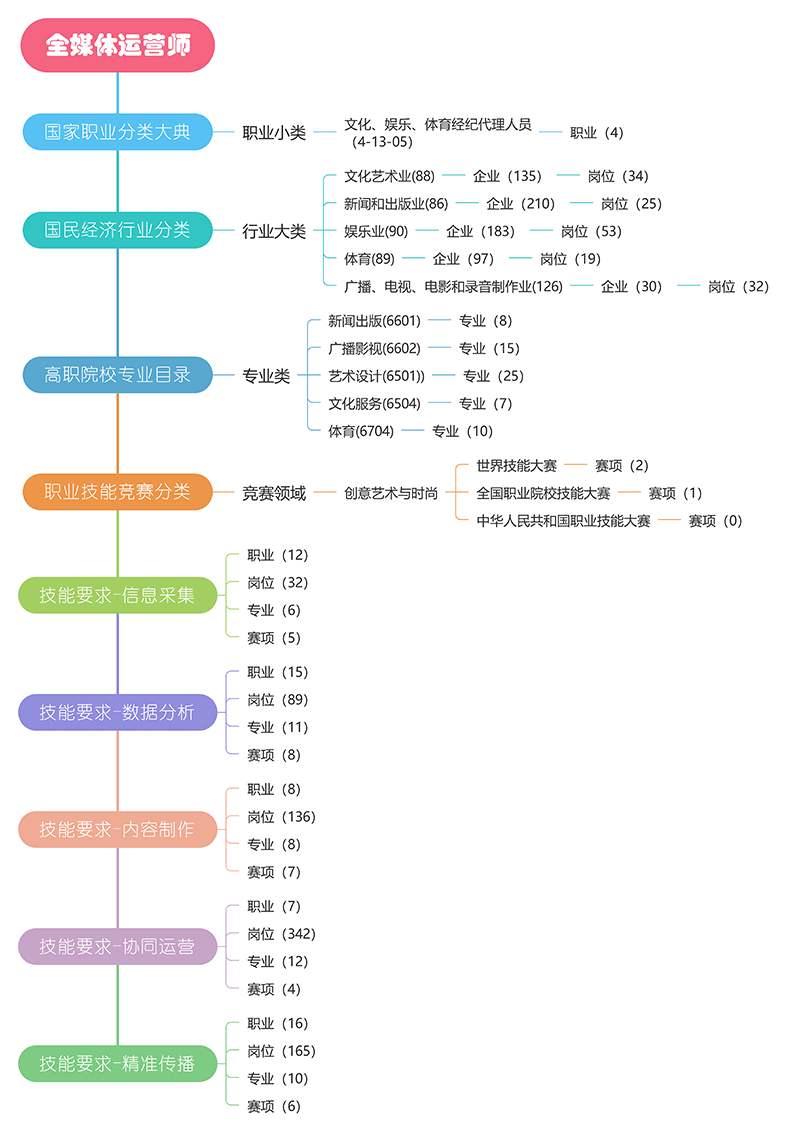 全媒体运营师
国家职业分类大典 职业小类 文化、娱乐、体育经纪代理人员 职业（4）
（4-13-05）
文化艺术业(88) 企业（135） 岗位（34）
新闻和出版业(86) 企业（210） 岗位（25）
国民经济行业分类 行业大类 娱乐业(90) 企业（183） 岗位（53）
体育(89) 企业（97） 岗位（19）
广播、电视、电影和录音制作业(126) 企业（30） 岗位（32）
新闻出版(6601) 专业（8）
广播影视(6602) 专业（15）
高职院校专业目录 专业类 艺术设计(6501)) 专业（25）
文化服务(6504) 专业（7）
体育(6704) 专业（10）
世界技能大赛 赛项（2）
职业技能竞赛分类 竞赛领域 创意艺术与时尚 全国职业院校技能大赛 赛项（1）
中华人民共和国职业技能大赛 赛项（0）
技能要求-信息采集
职业（12）
岗位（32）
专业（6）
赛项（5）
技能要求-数据分析
职业（15）
岗位（89）
专业（11）
赛项（8）
技能要求-内容制作
职业（8）
岗位（136）
专业（8）
赛项（7）
技能要求-协同运营
职业（7）
岗位（342）
专业（12）
赛项（4）
技能要求-精准传播
职业（16）
岗位（165）
专业（10）
赛项（6）